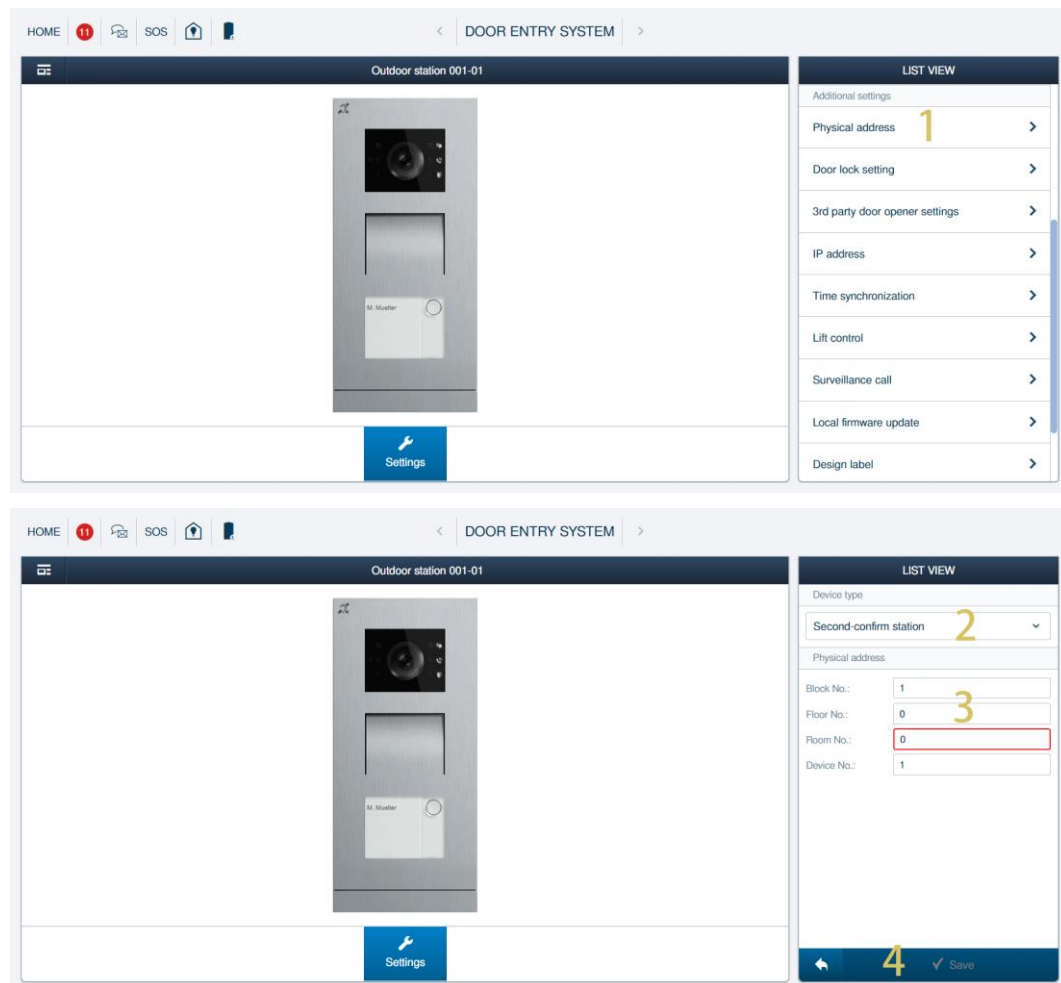 HOME 11 SOS < DOOR ENTRY SYSTEM >
Outdoor station 001-01
M. Mueller
Settings
LIST VIEW
Additional settings
Physical address 1
Door lock setting
3rd party door opener settings
IP address
Time synchronization
Lift control
Surveillance call
Local firmware update
Design label
HOME 11 SOS < DOOR ENTRY SYSTEM >
Outdoor station 001-01
M. Mueller
Settings
LIST VIEW
Device type
Second-confirm station 2
Physical address
Block No.: 1
3
Floor No.: 0
Room No.: 0
Device No.: 1
4 Save